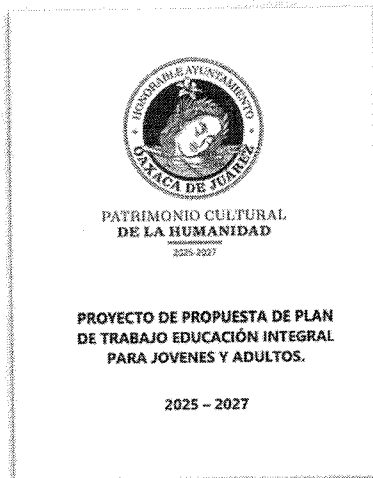 HONORABLE AYUNTAMIENTO
OAXACA DE JUÁREZ
PATRIMONIO CULTURAL
DE LA HUMANIDAD
2025-2027
PROYECTO DE PROPUESTA DE PLAN
DE TRABAJO EDUCACIÓN INTEGRAL
PARA JOVENES Y ADULTOS.
2025 – 2027